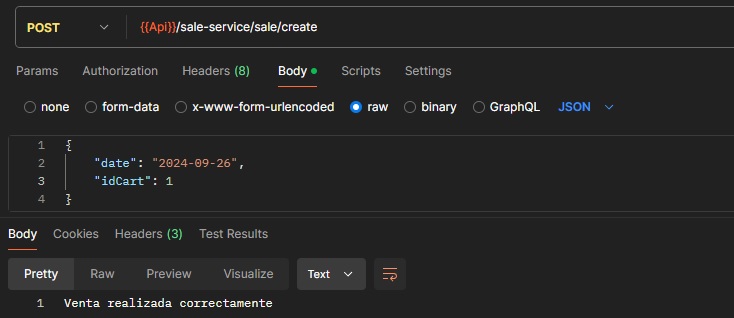 POST {{Api}}/sale-service/sale/create
Params Authorization Headers (8) Body Scripts Settings
none form-data x-www-form-urlencoded raw binary GraphQL JSON
1 {
2 "date": "2024-09-26",
3 "idCart": 1
4 }
Body Cookies Headers (3) Test Results
Pretty Raw Preview Visualize Text
1 Venta realizada correctamente